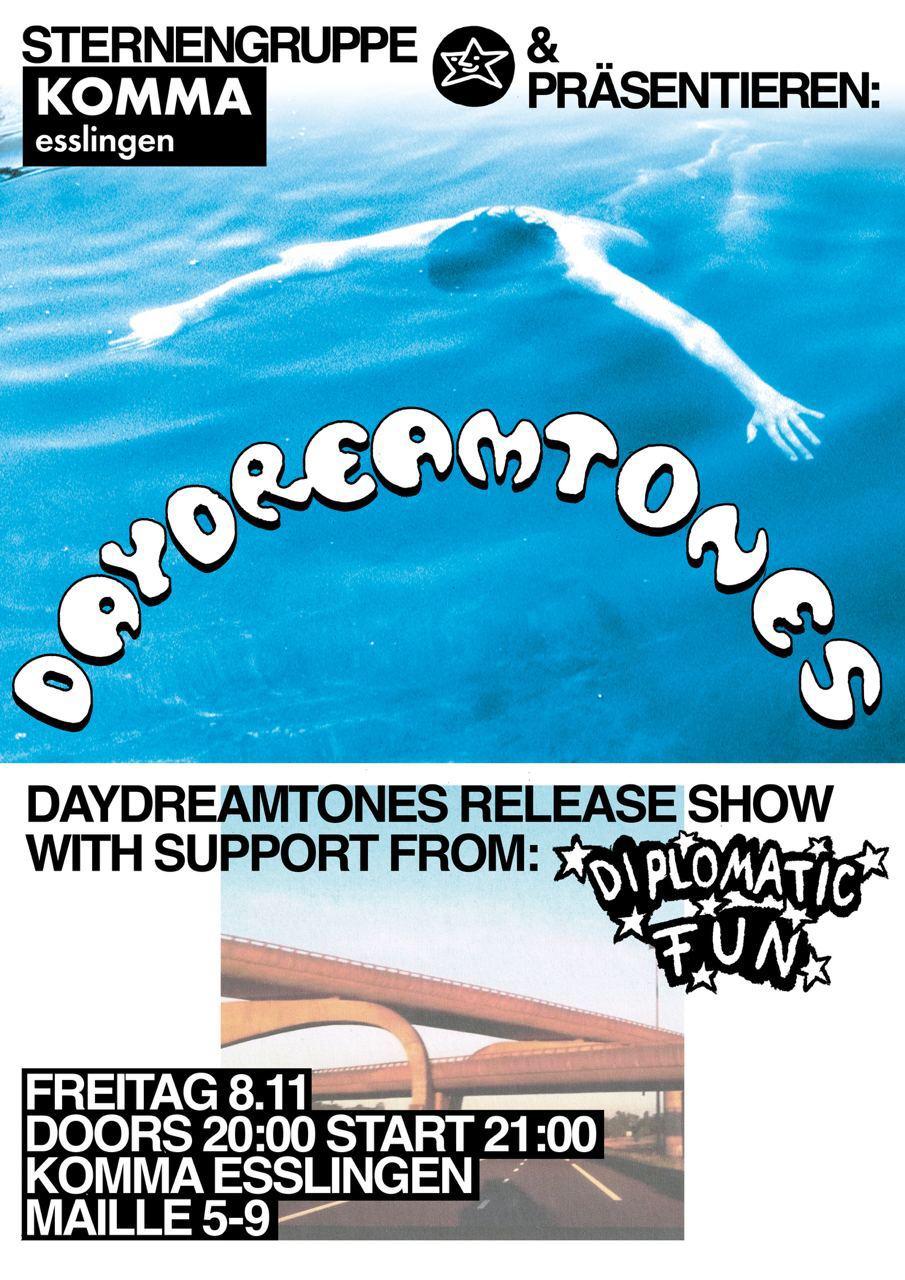 STERNENGRUPPE &
KOMMA
esslingen
PRÄSENTIEREN:
DAYDREAMTONES
DAYDREAMTONES RELEASE SHOW
WITH SUPPORT FROM:
DIPLOMATIC
FUN
FREITAG 8.11
DOORS 20:00 START 21:00
KOMMA ESSLINGEN
MAILLE 5-9